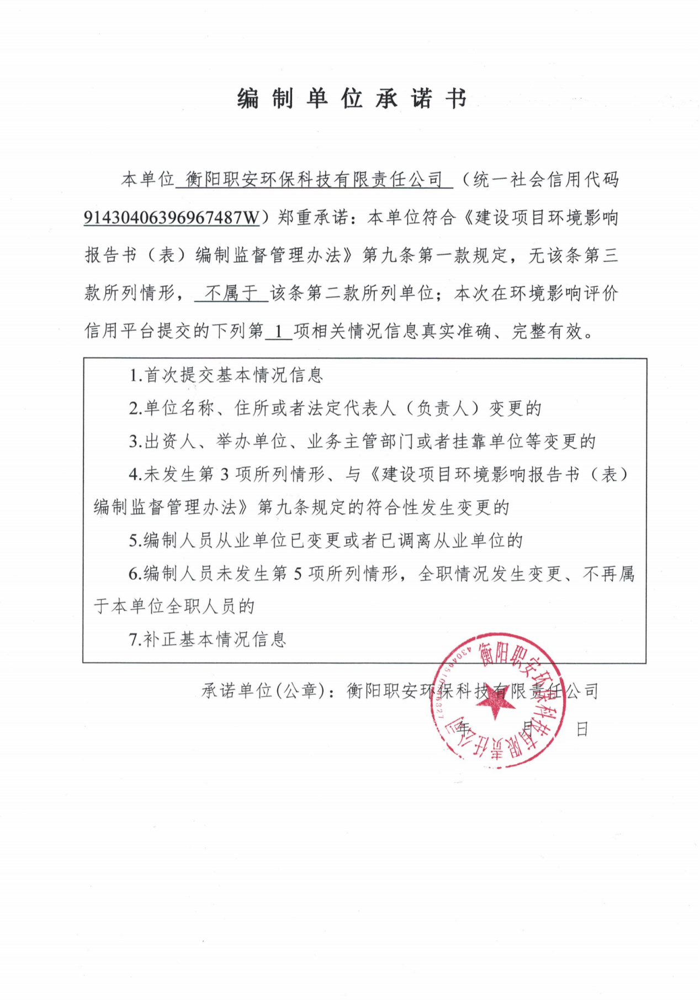 编制单位承诺书
本单位 衡阳职安环保科技有限责任公司 （统一社会信用代码
91430406396967487W）郑重承诺：本单位符合《建设项目环境影响
报告书（表）编制监督管理办法》第九条第一款规定，无该条第三
款所列情形， 不属于 该条第二款所列单位；本次在环境影响评价
信用平台提交的下列第 1 项相关情况信息真实准确、完整有效。
1.首次提交基本情况信息
2.单位名称、住所或者法定代表人（负责人）变更的
3.出资人、举办单位、业务主管部门或者挂靠单位等变更的
4.未发生第 3 项所列情形、与《建设项目环境影响报告书（表）
编制监督管理办法》第九条规定的符合性发生变更的
5.编制人员从业单位已变更或者已调离从业单位的
6.编制人员未发生第 5 项所列情形，全职情况发生变更、不再属
于本单位全职人员的
7.补正基本情况信息
承诺单位(公章)：衡阳职安环保科技有限责任公司
年 月 日
衡阳职安环保科技有限责任公司